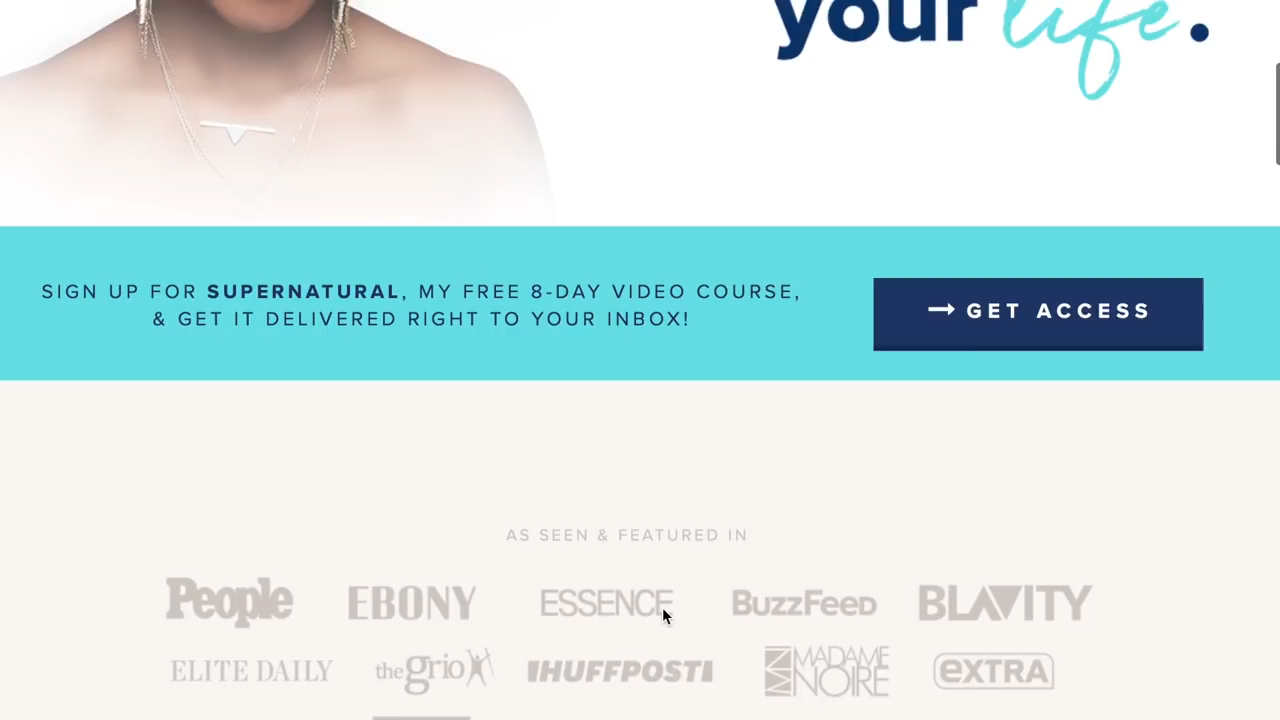 your life.
SIGN UP FOR SUPERNATURAL, MY FREE 8-DAY VIDEO COURSE,
& GET IT DELIVERED RIGHT TO YOUR INBOX!
→ GET ACCESS
AS SEEN & FEATURED IN
People EBONY ESSENCE BuzzFeed BLAVITY
ELITE DAILY thegrio HUFFPOST MN MADAME NOIRE extra